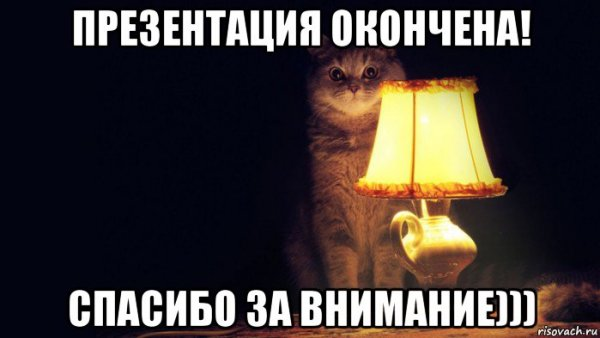 ПРЕЗЕНТАЦИЯ ОКОНЧЕНА!
СПАСИБО ЗА ВНИМАНИЕ)))
risovach.ru